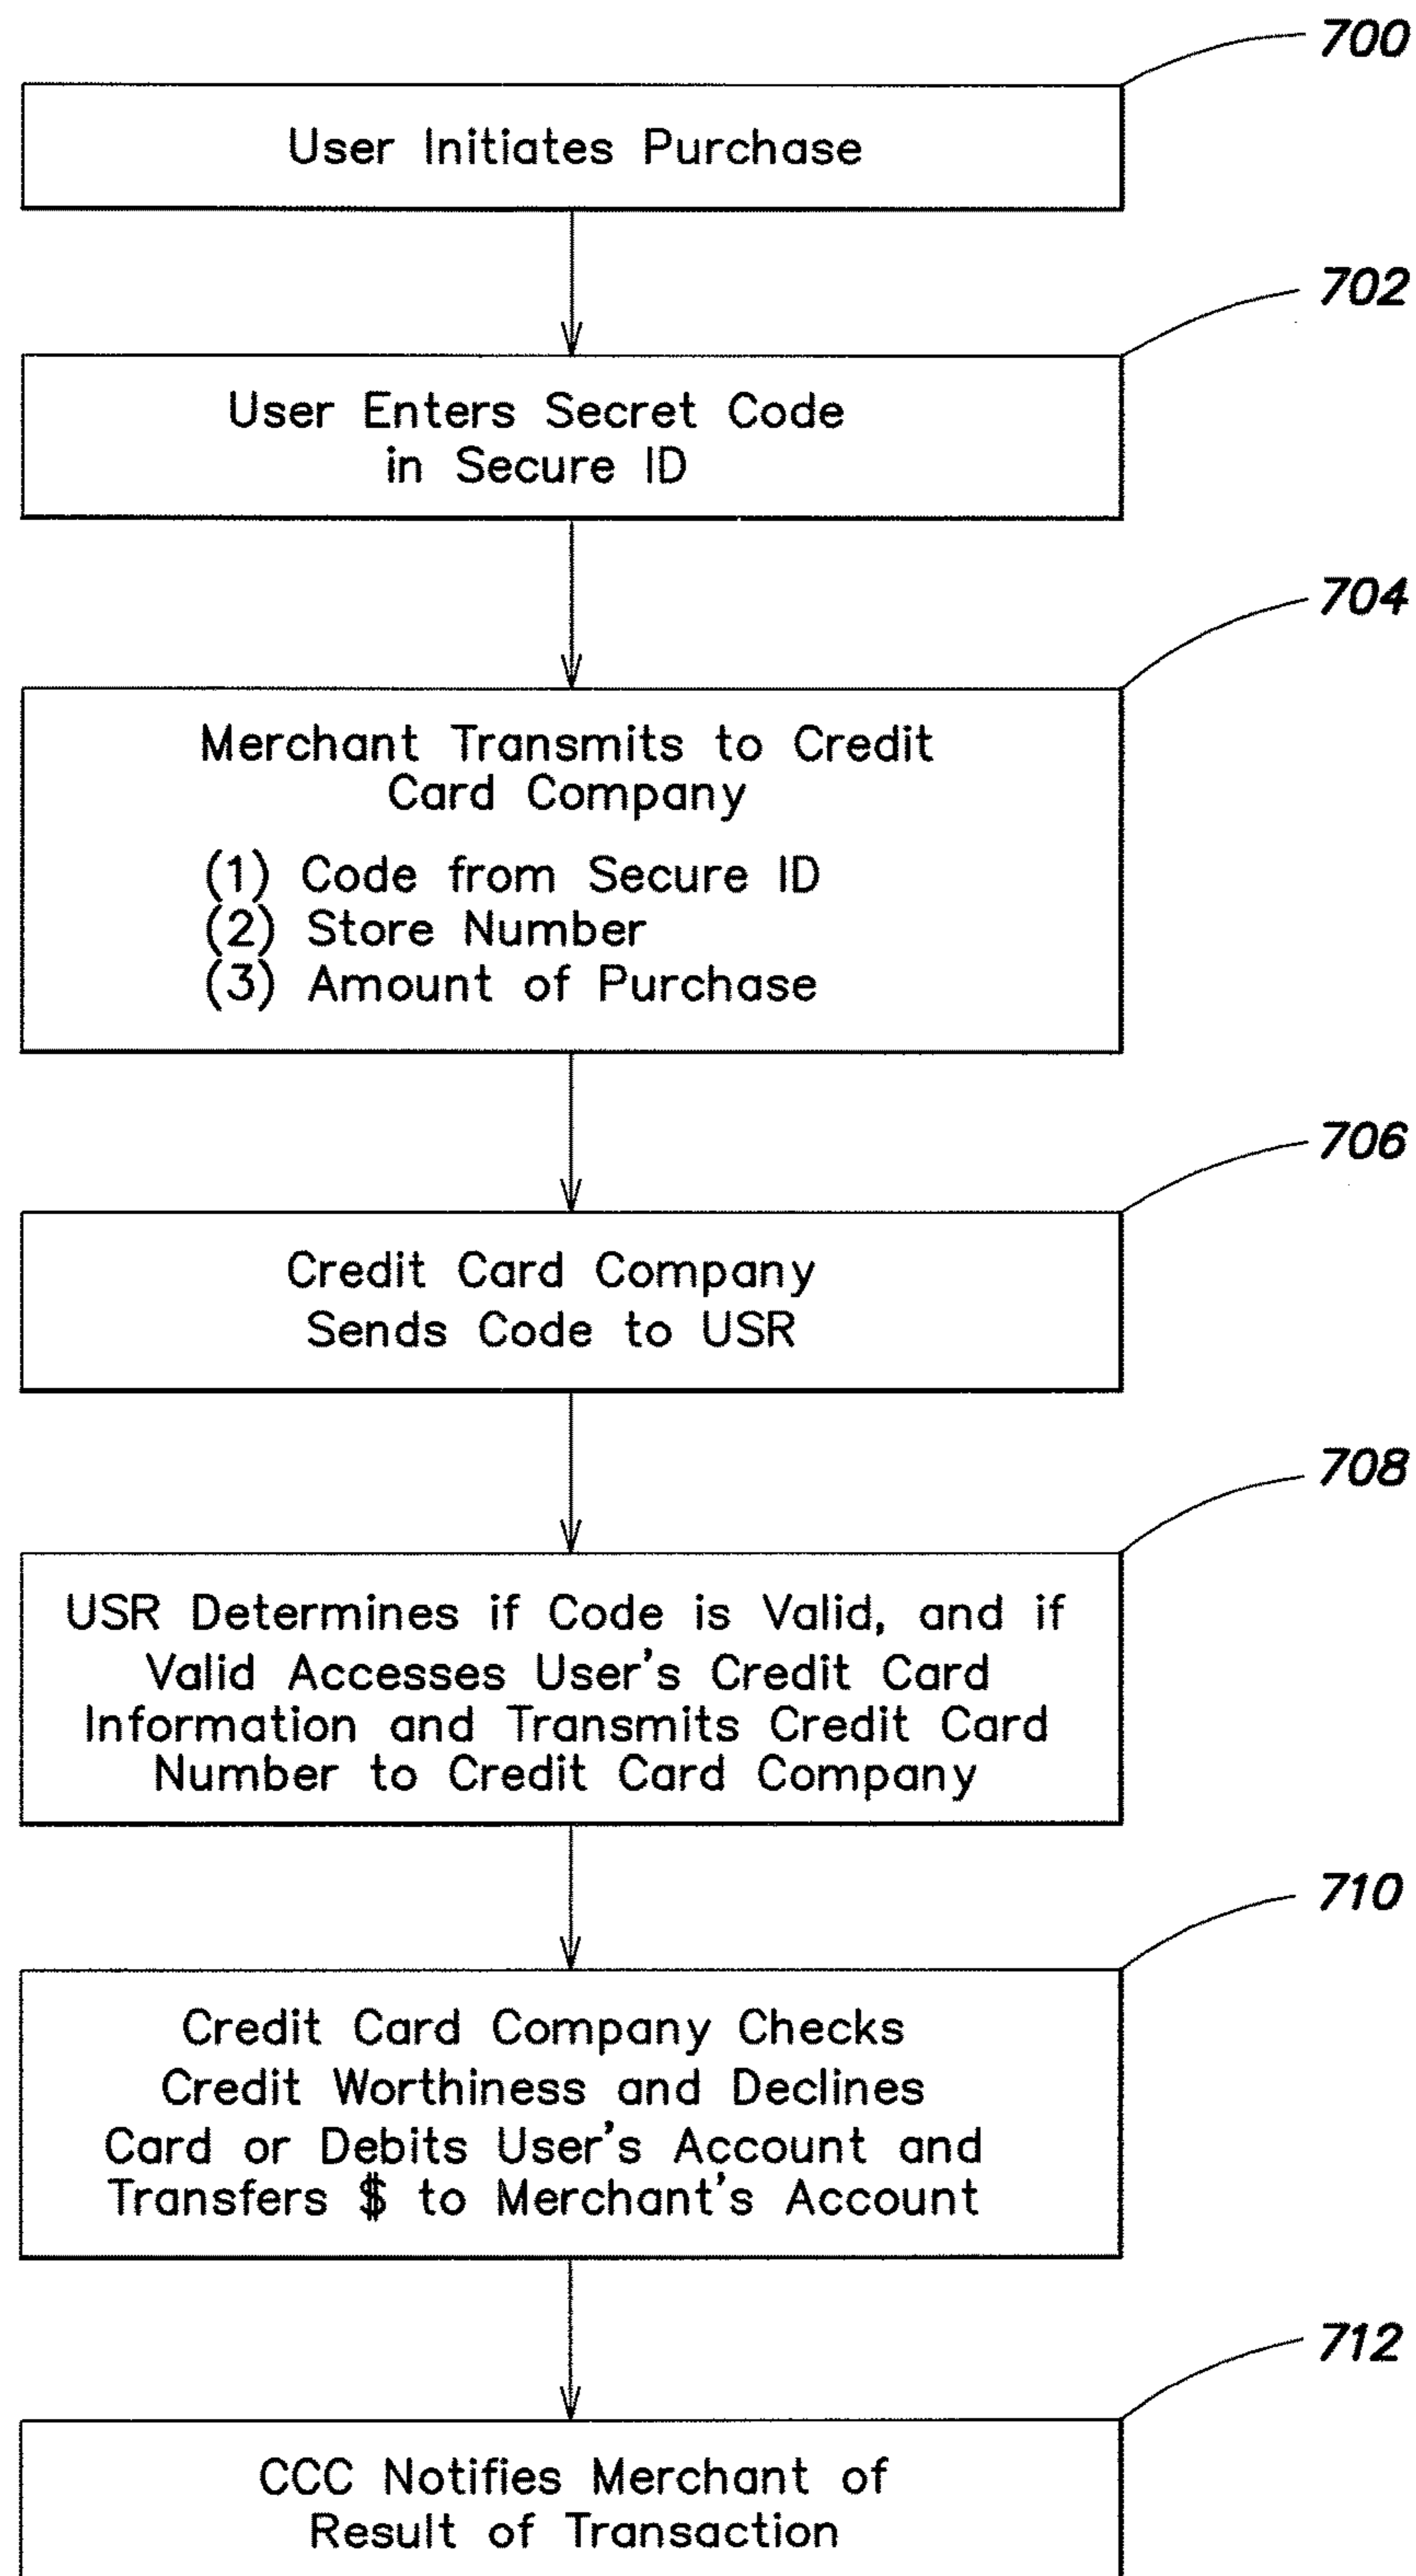 700
User Initiates Purchase
702
User Enters Secret Code
in Secure ID
704
Merchant Transmits to Credit
Card Company
(1) Code from Secure ID
(2) Store Number
(3) Amount of Purchase
706
Credit Card Company
Sends Code to USR
708
USR Determines if Code is Valid, and if
Valid Accesses User's Credit Card
Information and Transmits Credit Card
Number to Credit Card Company
710
Credit Card Company Checks
Credit Worthiness and Declines
Card or Debits User's Account and
Transfers $ to Merchant's Account
712
CCC Notifies Merchant of
Result of Transaction